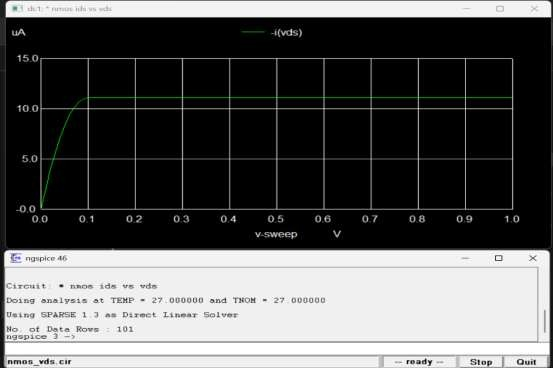 dc1: * nmos ids vs vds
uA
-i(vds)
15.0
10.0
5.0
-0.0
0.0 0.1 0.2 0.3 0.4 0.5 0.6 0.7 0.8 0.9 1.0
v-sweep V
ngspice 46
Circuit: * nmos ids vs vds
Doing analysis at TEMP = 27.000000 and TNOM = 27.000000
Using SPARSE 1.3 as Direct Linear Solver
No. of Data Rows : 101
ngspice 3 ->
nmos_vds.cir -- ready -- Stop Quit